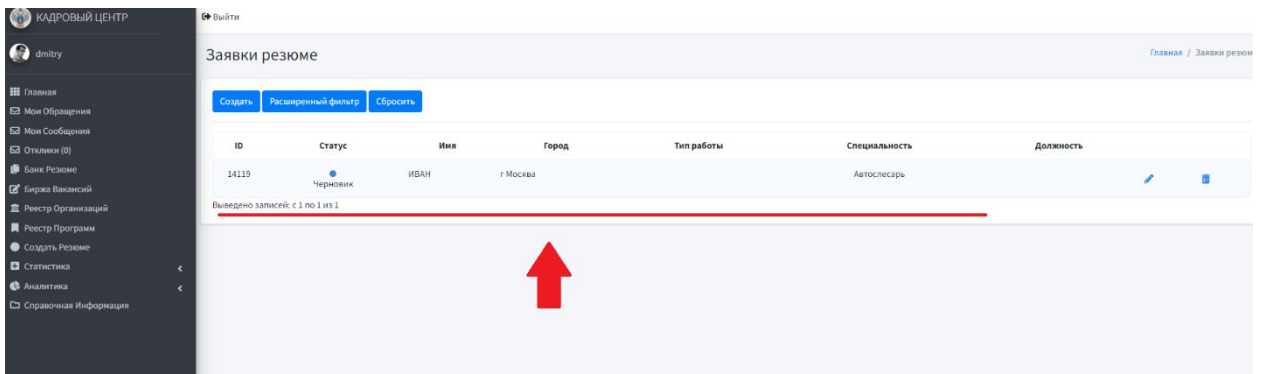 КАДРОВЫЙ ЦЕНТР
Выйти
dmitry
Заявки резюме
Главная / Заявки резюм
Главная
Мои Обращения
Мои Сообщения
Отклики (0)
Банк Резюме
Биржа Вакансий
Реестр Организаций
Реестр Программ
Создать Резюме
Статистика
Аналитика
Справочная Информация
Создать Расширенный фильтр Сбросить
ID Статус Имя Город Тип работы Специальность Должность
14119 Черновик ИВАН г Москва Автослесарь
Выведено записей: с 1 по 1 из 1